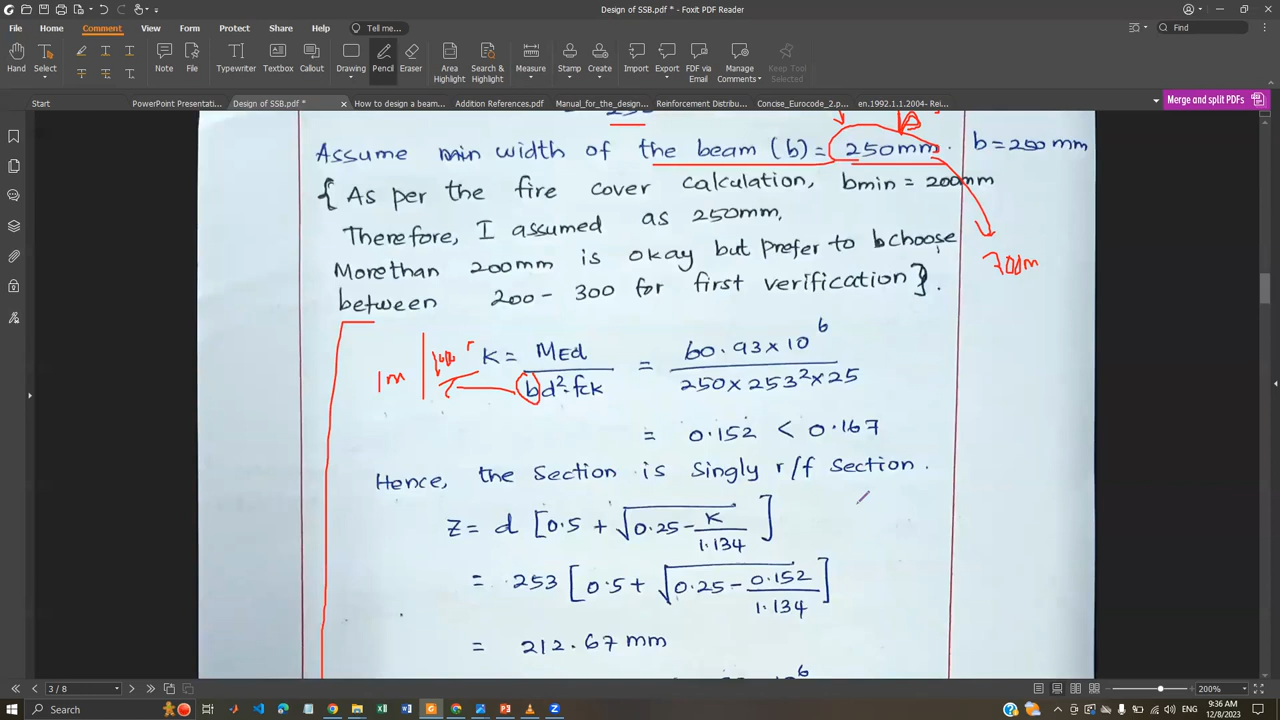 Design of SSB.pdf * - Foxit PDF Reader
File Home Comment View Form Protect Share Help Tell me... Find
Hand Select Note File Typewriter Textbox Callout Drawing Pencil Eraser Area Highlight Search & Highlight Measure Stamp Create Import Export FDF via Email Manage Comments Keep Tool Selected
Start PowerPoint Presentati... Design of SSB.pdf * How to design a beam... Addition References.pdf Manual_for_the_design... Reinforcement Distribu... Concise_Eurocode_2.p... en.1992.1.1.2004- Rei... Merge and split PDFs
Assume min width of the beam (b) = 250mm. b = 250 mm
{ As per the fire cover calculation, bmin = 200mm
Therefore, I assumed as 250mm,
More than 200mm is okay but prefer to choose
between 200 - 300 for first verification }.
1m K = MEd / bd².fck = 60.93 x 10^6 / 250 x 253² x 25
= 0.152 < 0.167
Hence, the section is singly r/f section.
Z = d [0.5 + √0.25 - K/1.134]
= 253 [0.5 + √0.25 - 0.152/1.134]
= 212.67 mm
3 / 8 200%
Search 9:36 AM
12/8/2023